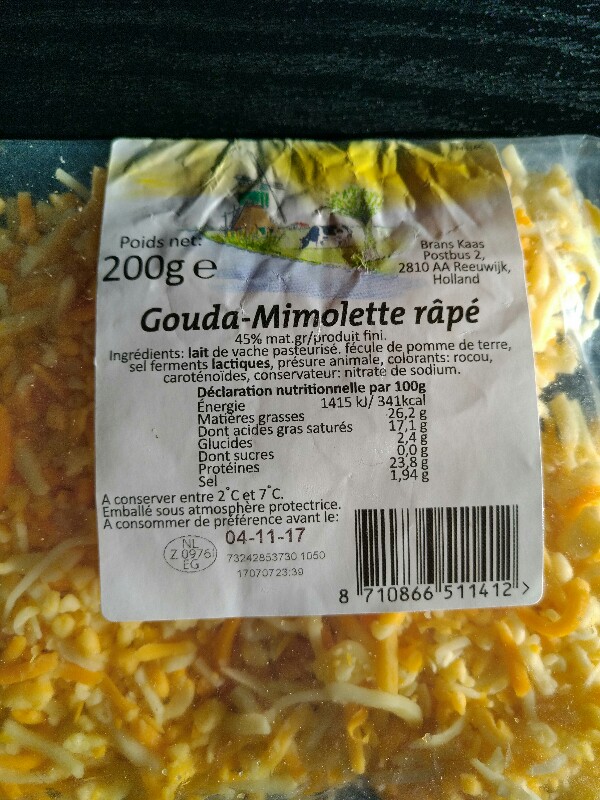 Poids net:
200g e
Brans Kaas
Postbus 2,
2810 AA Reeuwijk,
Holland
Gouda-Mimolette râpé
45% mat.gr/produit fini.
Ingrédients: lait de vache pasteurisé. fécule de pomme de terre,
sel ferments lactiques, présure animale, colorants: rocou,
caroténoïdes, conservateur: nitrate de sodium.
Déclaration nutritionnelle par 100g
Énergie 1415 kJ/ 341kcal
Matières grasses 26,2 g
Dont acides gras saturés 17,1 g
Glucides 2,4 g
Dont sucres 0,0 g
Protéines 23,8 g
Sel 1,94 g
A conserver entre 2°C et 7°C.
Emballé sous atmosphère protectrice.
A consommer de préférence avant le:
04-11-17
NL
Z 0976
EG
73242853730 1050
17070723:39
8 710866 511412 >